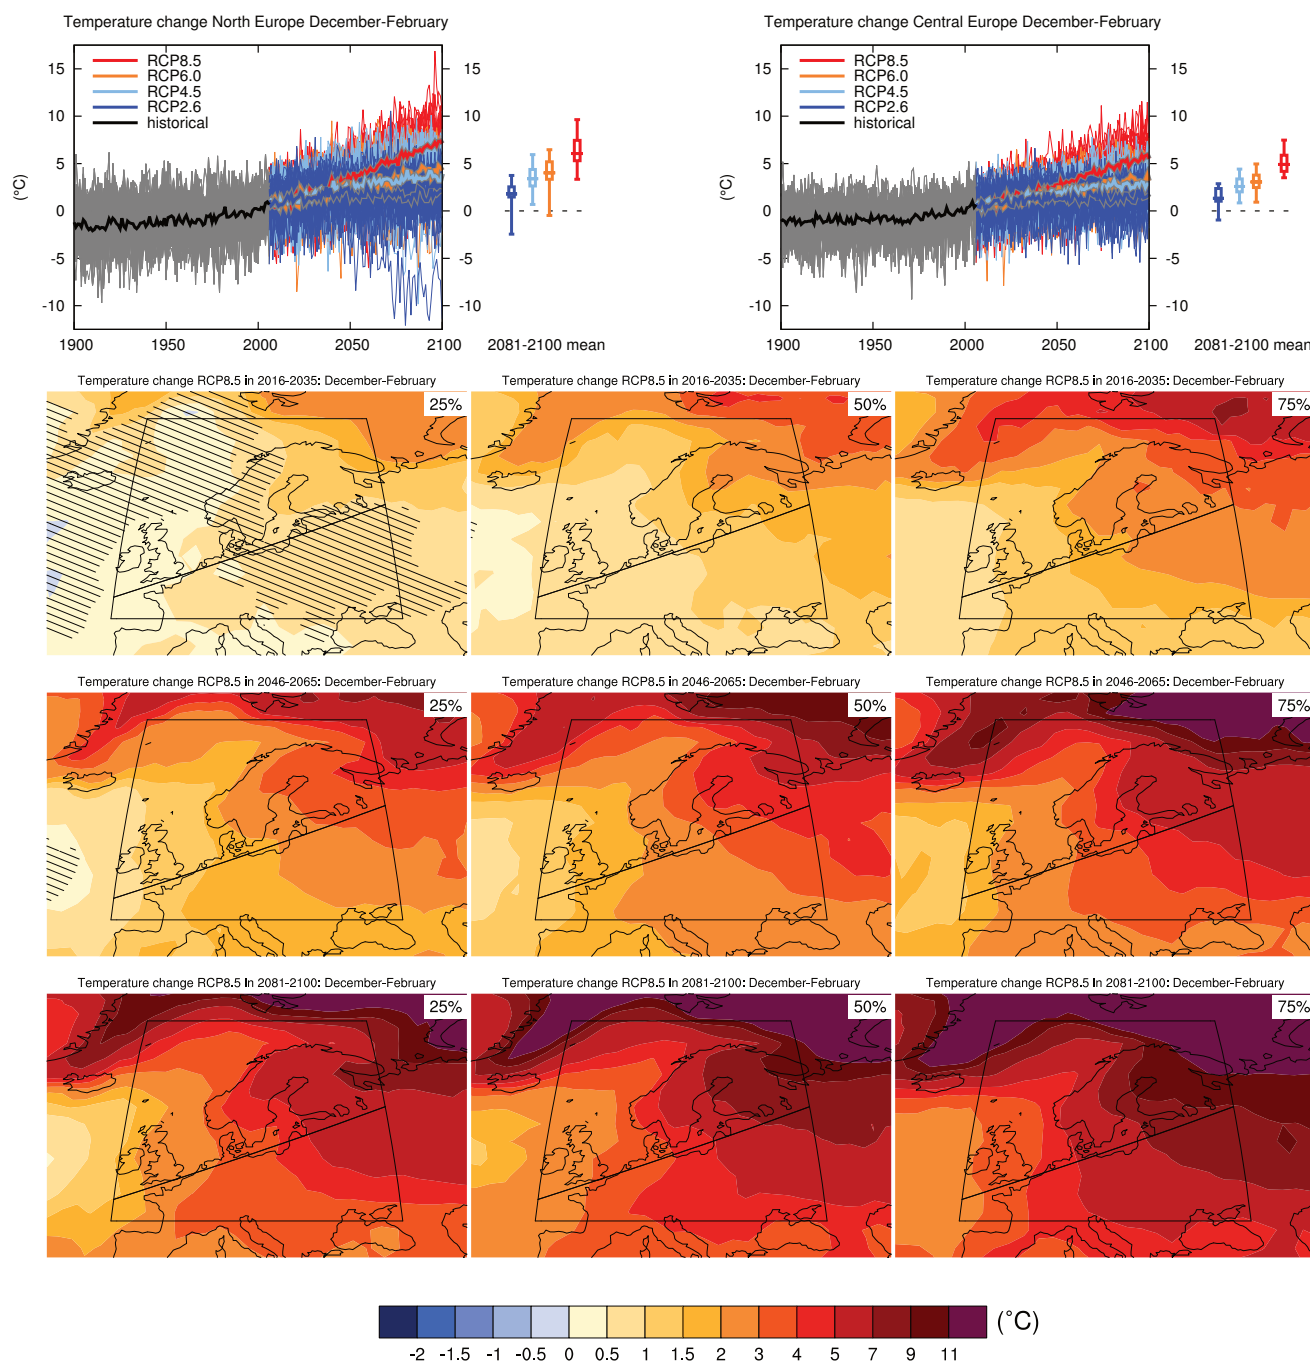 Temperature change North Europe December-February
Temperature change Central Europe December-February
RCP8.5
RCP6.0
RCP4.5
RCP2.6
historical
(°C)
15
10
5
0
-5
-10
15
10
5
0
-5
-10
1900 1950 2000 2050 2100
2081-2100 mean
RCP8.5
RCP6.0
RCP4.5
RCP2.6
historical
(°C)
15
10
5
0
-5
-10
15
10
5
0
-5
-10
1900 1950 2000 2050 2100
2081-2100 mean
Temperature change RCP8.5 in 2016-2035: December-February
25%
Temperature change RCP8.5 in 2016-2035: December-February
50%
Temperature change RCP8.5 in 2016-2035: December-February
75%
Temperature change RCP8.5 in 2046-2065: December-February
25%
Temperature change RCP8.5 in 2046-2065: December-February
50%
Temperature change RCP8.5 in 2046-2065: December-February
75%
Temperature change RCP8.5 in 2081-2100: December-February
25%
Temperature change RCP8.5 in 2081-2100: December-February
50%
Temperature change RCP8.5 in 2081-2100: December-February
75%
(°C)
-2 -1.5 -1 -0.5 0 0.5 1 1.5 2 3 4 5 7 9 11